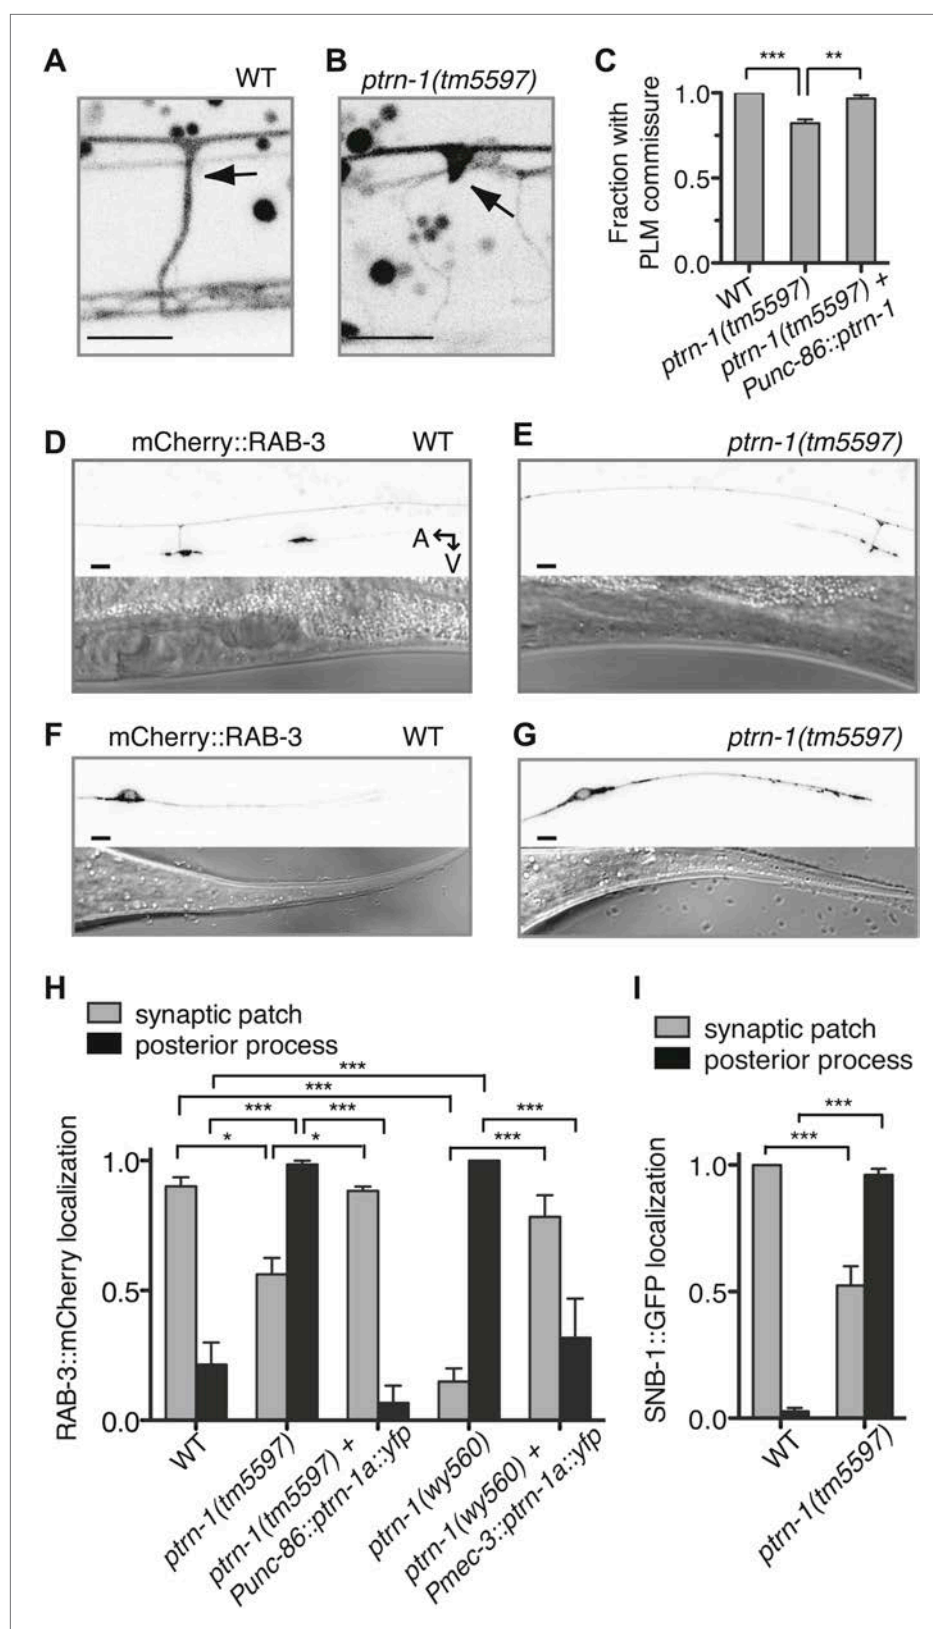 A
WT
B
ptrn-1(tm5597)
C
***
**
Fraction with
PLM commissure
1.0
0.5
0.0
WT
ptrn-1(tm5597)
ptrn-1(tm5597) +
Punc-86::ptrn-1
D
mCherry::RAB-3
WT
A
V
E
ptrn-1(tm5597)
F
mCherry::RAB-3
WT
G
ptrn-1(tm5597)
H
synaptic patch
posterior process
***
***
***
***
***
*
*
***
RAB-3::mCherry localization
1.0
0.5
0.0
WT
ptrn-1(tm5597)
ptrn-1(tm5597) +
Punc-86::ptrn-1a::yfp
ptrn-1(wy560)
ptrn-1(wy560) +
Pmec-3::ptrn-1a::yfp
I
synaptic patch
posterior process
***
***
SNB-1::GFP localization
1.0
0.5
0.0
WT
ptrn-1(tm5597)